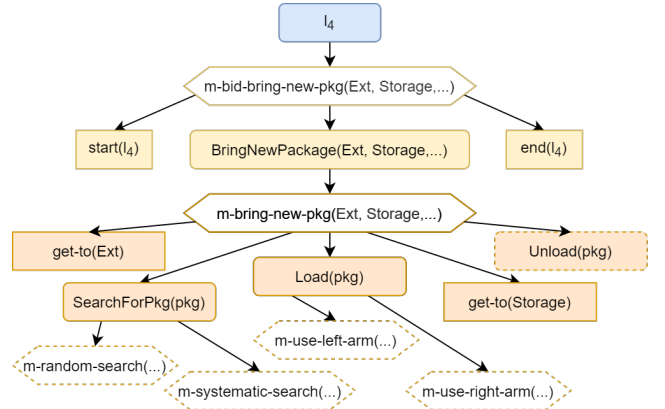 I₄
m-bid-bring-new-pkg(Ext, Storage,...)
start(I₄)
BringNewPackage(Ext, Storage,...)
end(I₄)
m-bring-new-pkg(Ext, Storage,...)
get-to(Ext)
Unload(pkg)
SearchForPkg(pkg)
Load(pkg)
get-to(Storage)
m-use-left-arm(...)
m-random-search(...)
m-systematic-search(...)
m-use-right-arm(...)